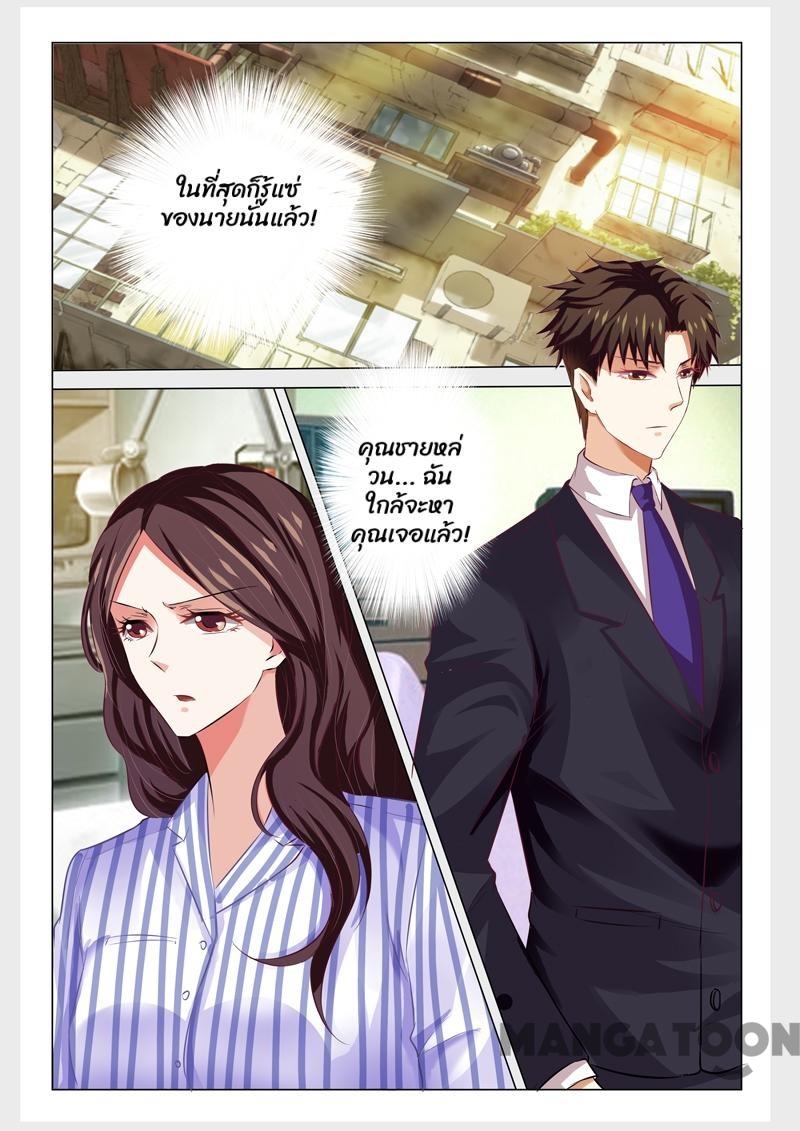 ในที่สุดก็รู้แซ่
ของนายนั่นแล้ว!
คุณชายหล่
วน... ฉัน
ใกล้จะหา
คุณเจอแล้ว!
MANGATOON